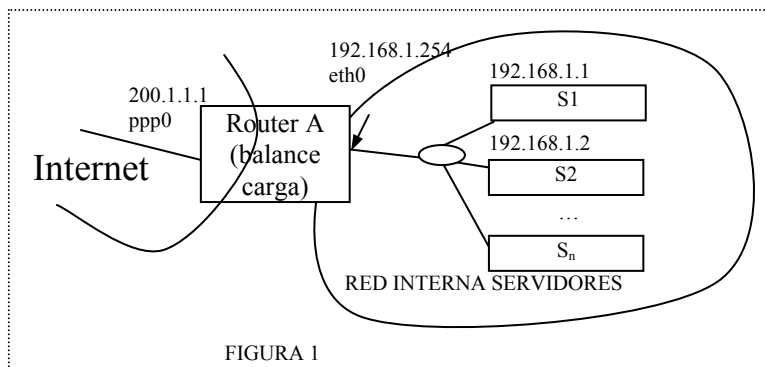 192.168.1.254
eth0
200.1.1.1
ppp0
Internet
Router A
(balance
carga)
192.168.1.1
S1
192.168.1.2
S2
...
Sn
RED INTERNA SERVIDORES
FIGURA 1